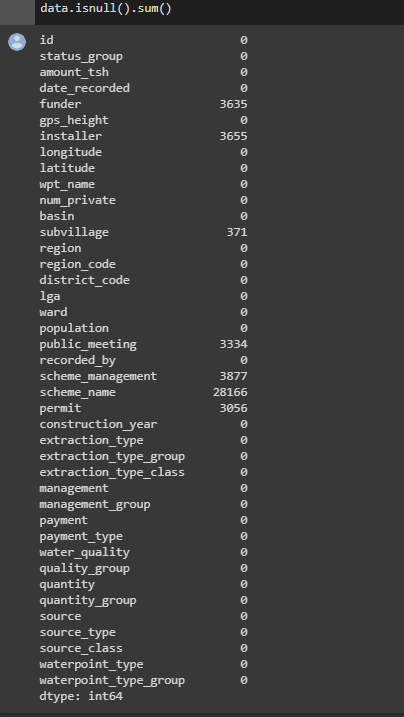 data.isnull().sum()
id 0
status_group 0
amount_tsh 0
date_recorded 0
funder 3635
gps_height 0
installer 3655
longitude 0
latitude 0
wpt_name 0
num_private 0
basin 0
subvillage 371
region 0
region_code 0
district_code 0
lga 0
ward 0
population 0
public_meeting 3334
recorded_by 0
scheme_management 3877
scheme_name 28166
permit 3056
construction_year 0
extraction_type 0
extraction_type_group 0
extraction_type_class 0
management 0
management_group 0
payment 0
payment_type 0
water_quality 0
quality_group 0
quantity 0
quantity_group 0
source 0
source_type 0
source_class 0
waterpoint_type 0
waterpoint_type_group 0
dtype: int64